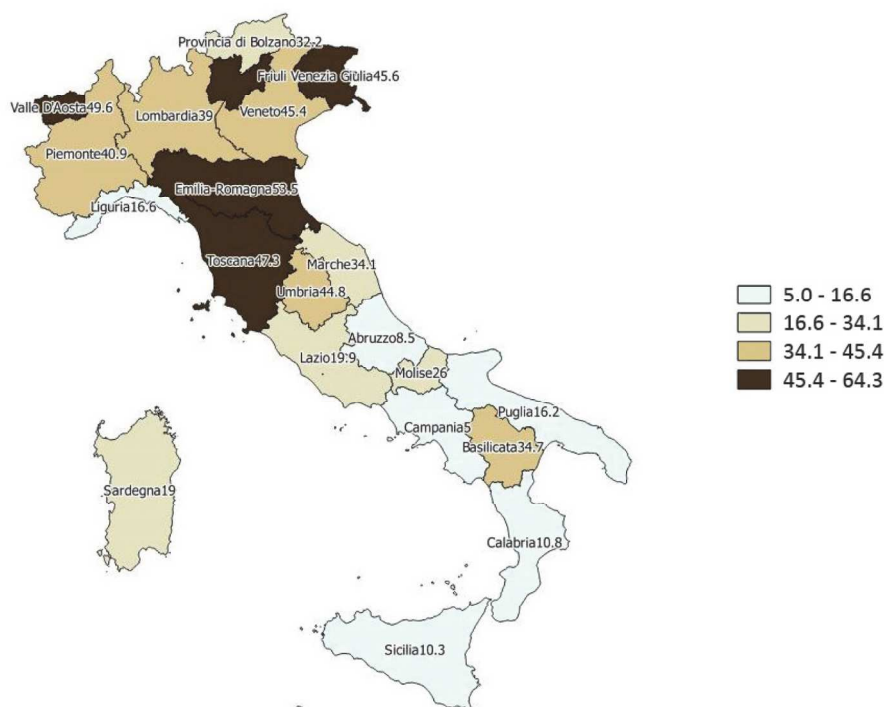 Provincia di Bolzano32.2
Friuli Venezia Giulia45.6
Valle D'Aosta49.6
Lombardia39
Veneto45.4
Piemonte40.9
Emilia-Romagna53.5
Liguria16.6
Toscana47.3
Marche34.1
Umbria44.8
Abruzzo8.5
Lazio19.9
Molise26
Puglia16.2
Campania5
Basilicata34.7
Sardegna19
Calabria10.8
Sicilia10.3
5.0 - 16.6
16.6 - 34.1
34.1 - 45.4
45.4 - 64.3